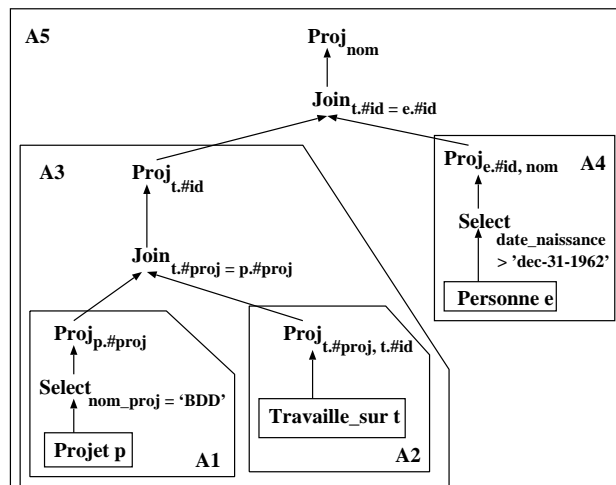 A5
Proj nom
Join t.#id = e.#id
A3
Proj t.#id
Join t.#proj = p.#proj
A4
Proj e.#id, nom
Select date_naissance
> 'dec-31-1962'
Personne e
Proj p.#proj
Select nom_proj = 'BDD'
Projet p
A1
Proj t.#proj, t.#id
Travaille_sur t
A2